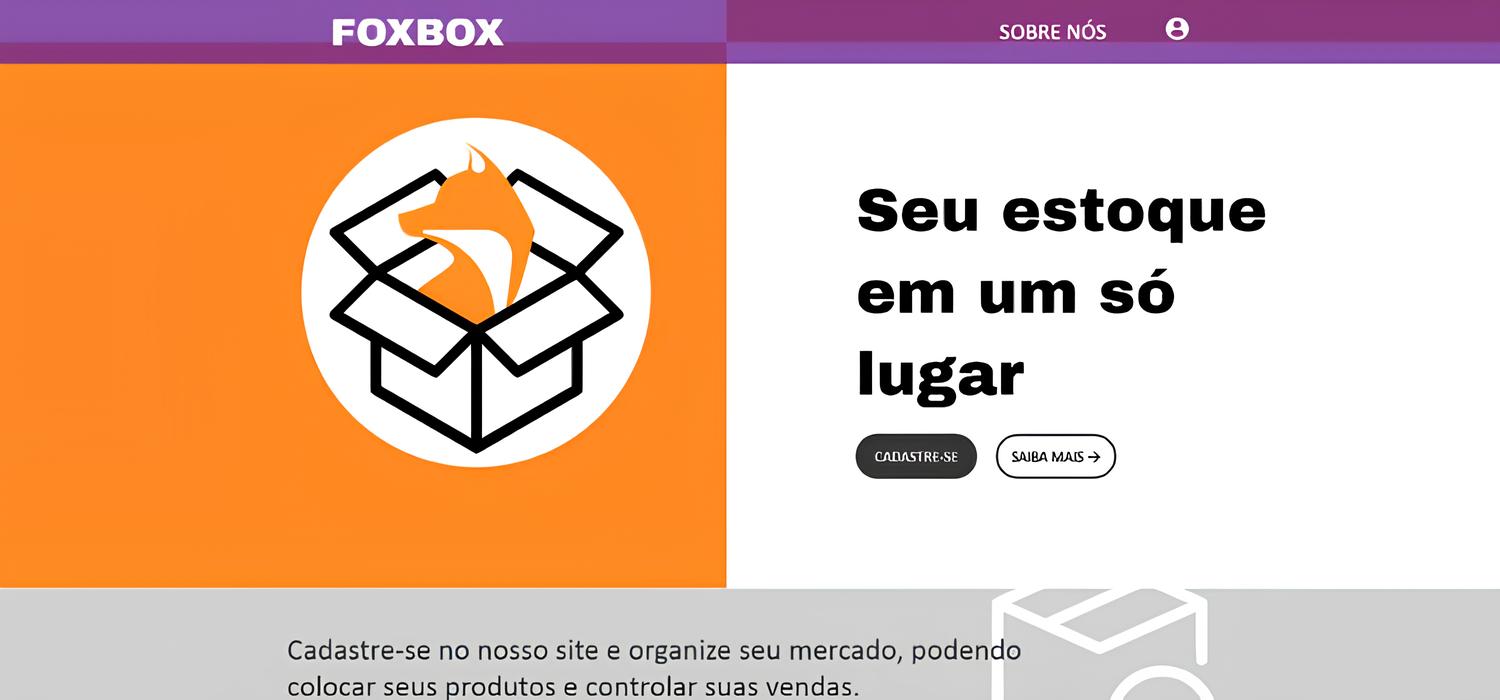 FOXBOX
SOBRE NÓS
Seu estoque
em um só
lugar
CADASTRE-SE
SAIBA MAIS →
Cadastre-se no nosso site e organize seu mercado, podendo
colocar seus produtos e controlar suas vendas.